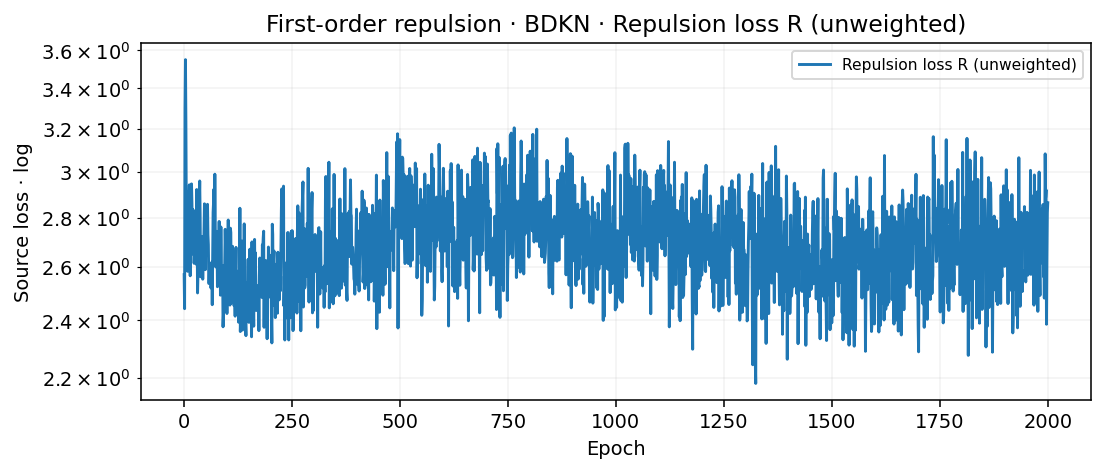 First-order repulsion · BDKN · Repulsion loss R (unweighted)
3.6 × 10⁰
3.4 × 10⁰
3.2 × 10⁰
3 × 10⁰
2.8 × 10⁰
2.6 × 10⁰
2.4 × 10⁰
2.2 × 10⁰
Source loss · log
Repulsion loss R (unweighted)
0 250 500 750 1000 1250 1500 1750 2000
Epoch